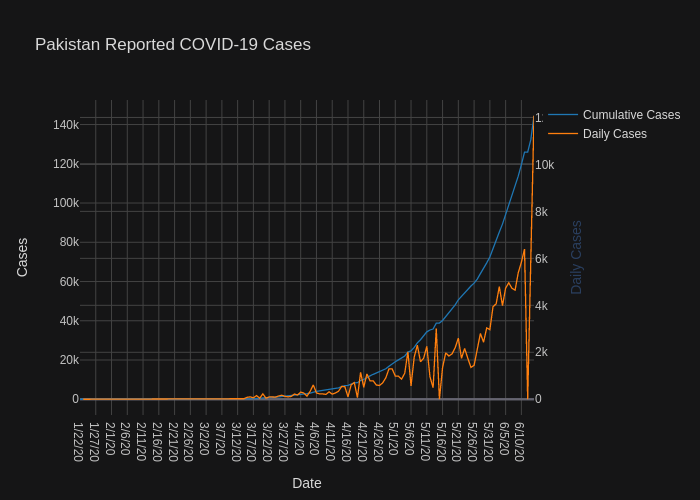 Pakistan Reported COVID-19 Cases
Cumulative Cases
Daily Cases
140k
120k
100k
80k
60k
40k
20k
0
Cases
10k
8k
6k
4k
2k
0
Daily Cases
1/22/20
1/27/20
2/1/20
2/6/20
2/11/20
2/16/20
2/21/20
2/26/20
3/2/20
3/7/20
3/12/20
3/17/20
3/22/20
3/27/20
4/1/20
4/6/20
4/11/20
4/16/20
4/21/20
4/26/20
5/1/20
5/6/20
5/11/20
5/16/20
5/21/20
5/26/20
5/31/20
6/5/20
6/10/20
Date